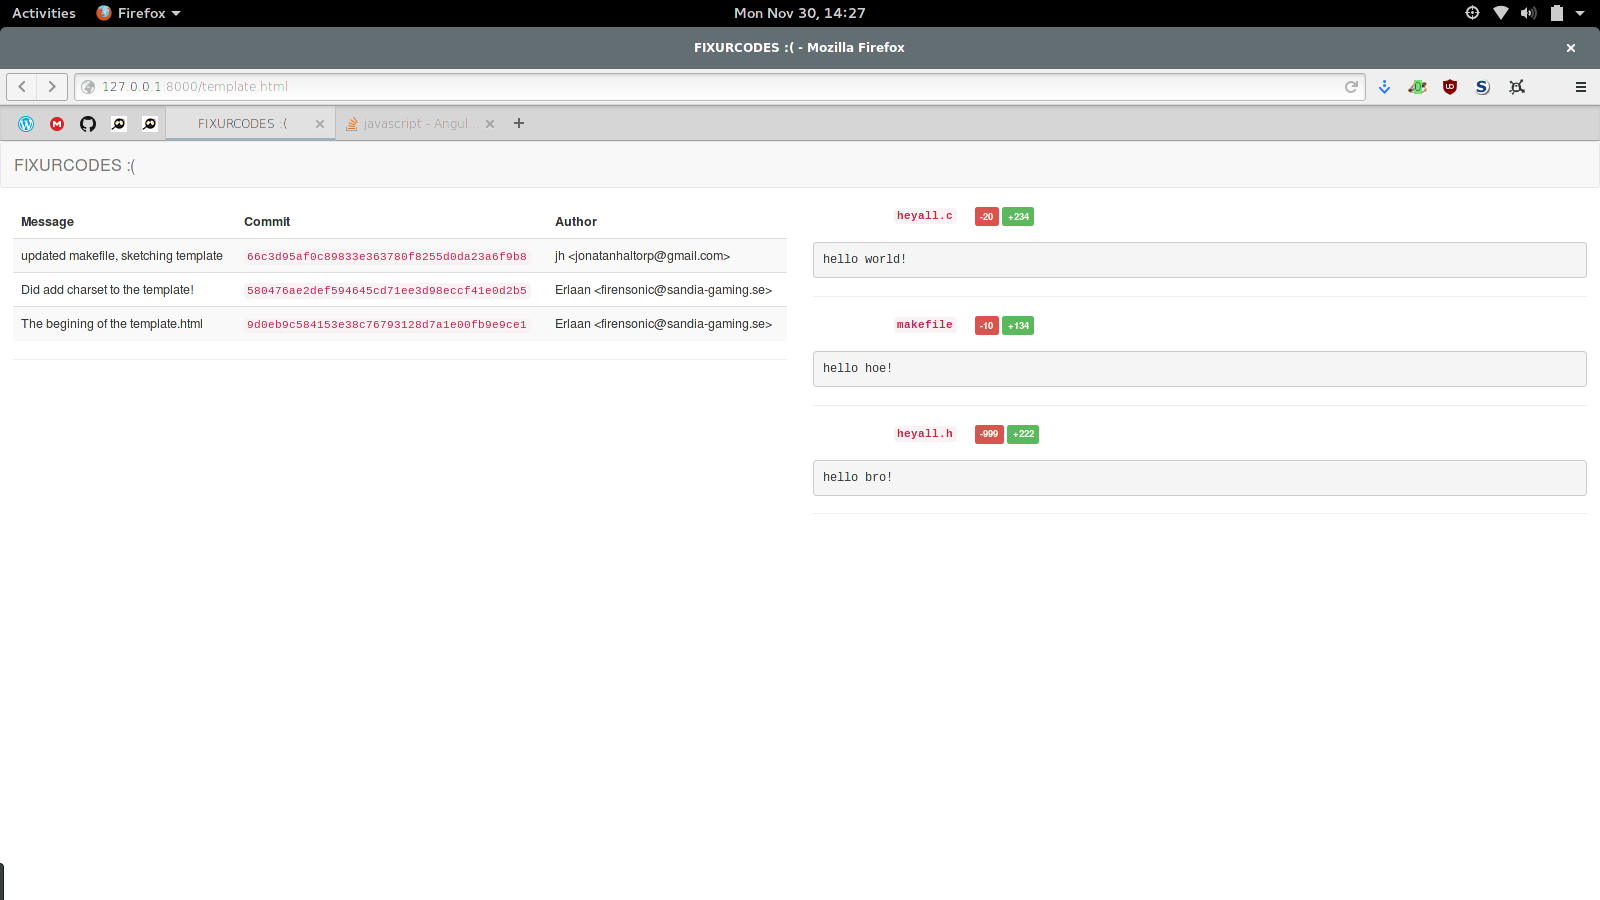 Activities Firefox Mon Nov 30, 14:27
FIXURCODES :( - Mozilla Firefox
127.0.0.1:8000/template.html
FIXURCODES :( javascript - Angul...
FIXURCODES :(
Message Commit Author
updated makefile, sketching template 66c3d95af0c89833e363780f8255d0da23a6f9b8 jh <jonatanhaltorp@gmail.com>
Did add charset to the template! 580476ae2def594645cd71ee3d98eccf41e0d2b5 Erlaan <firensonic@sandia-gaming.se>
The begining of the template.html 9d0eb9c584153e38c76793128d7a1e00fb9e9ce1 Erlaan <firensonic@sandia-gaming.se>
heyall.c -20 +234
hello world!
makefile -10 +134
hello hoe!
heyall.h -999 +222
hello bro!